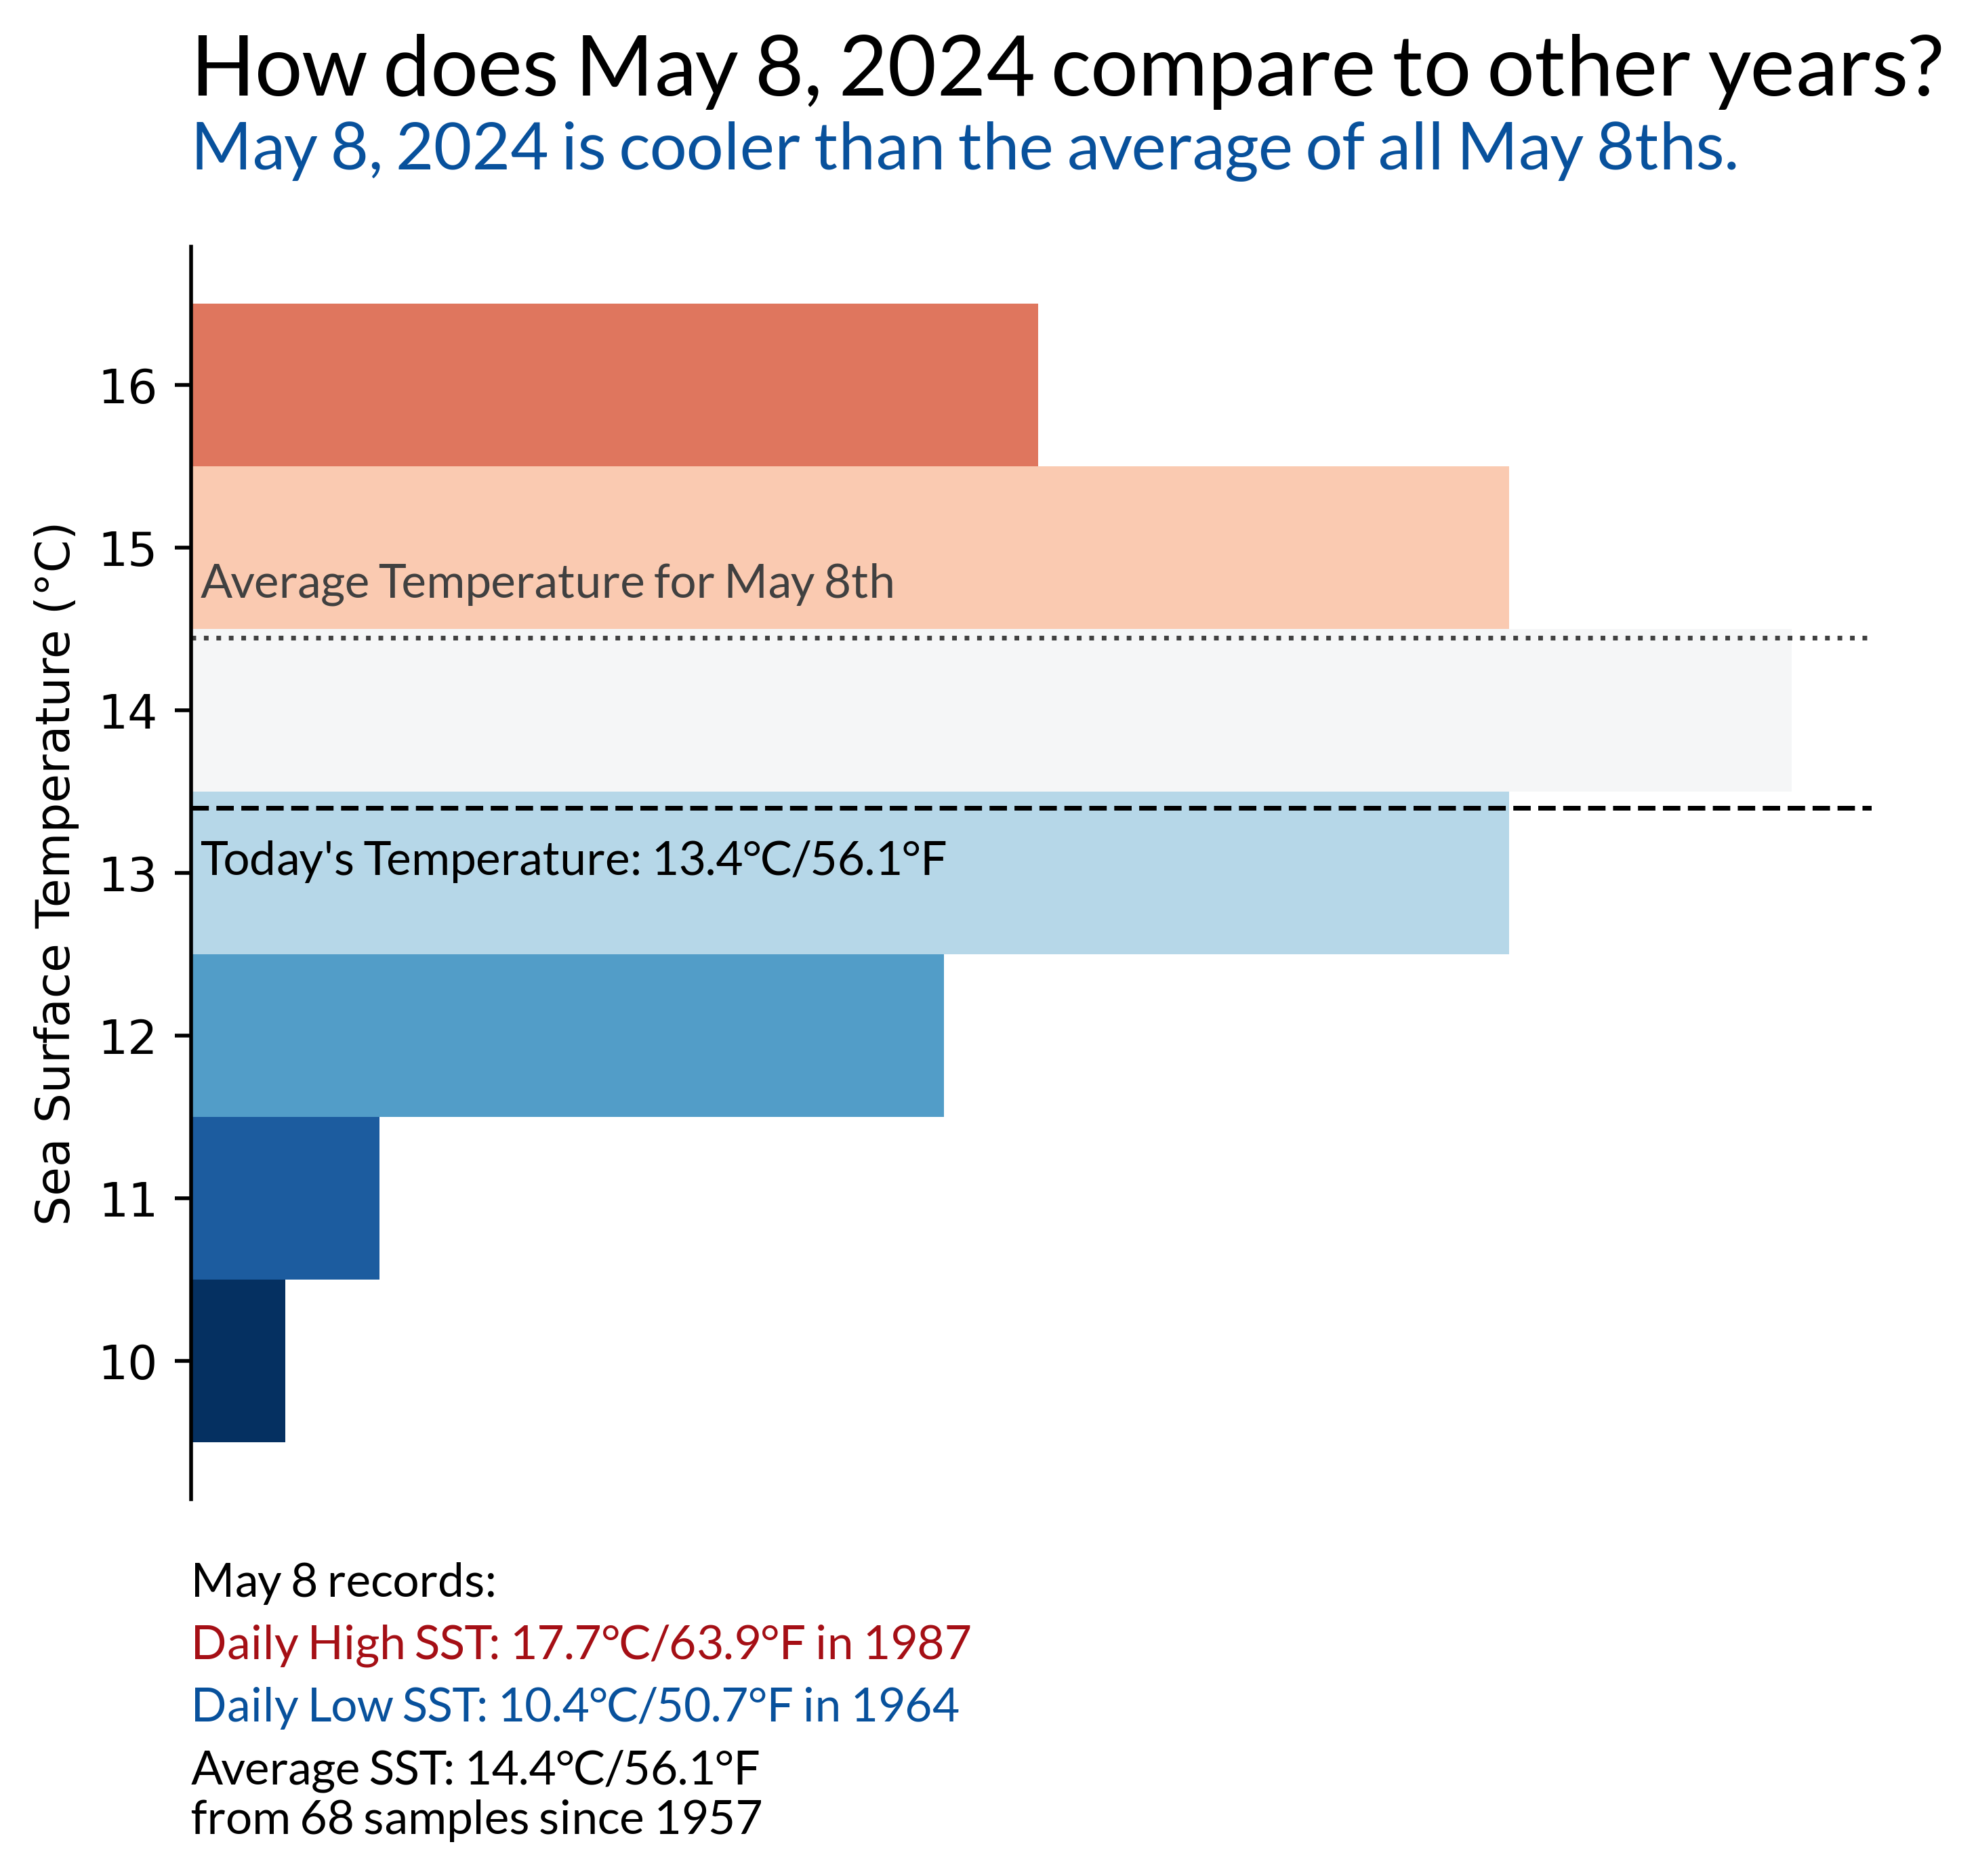 How does May 8, 2024 compare to other years?
May 8, 2024 is cooler than the average of all May 8ths.
Sea Surface Temperature (°C)
16
15
Average Temperature for May 8th
14
Today's Temperature: 13.4°C/56.1°F
13
12
11
10
May 8 records:
Daily High SST: 17.7°C/63.9°F in 1987
Daily Low SST: 10.4°C/50.7°F in 1964
Average SST: 14.4°C/56.1°F
from 68 samples since 1957